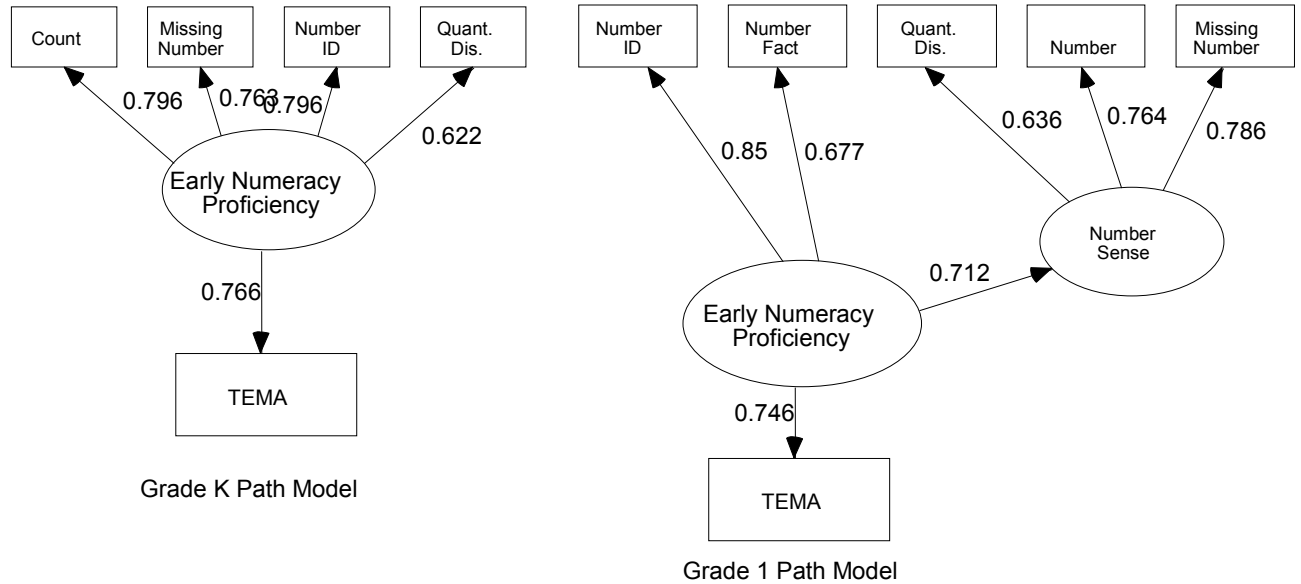 Count
Missing
Number
Number
ID
Quant.
Dis.
0.796
0.763
0.796
0.622
Early Numeracy
Proficiency
0.766
TEMA
Grade K Path Model
Number
ID
Number
Fact
Quant.
Dis.
Number
Missing
Number
0.85
0.677
0.636
0.764
0.786
Number
Sense
0.712
Early Numeracy
Proficiency
0.746
TEMA
Grade 1 Path Model